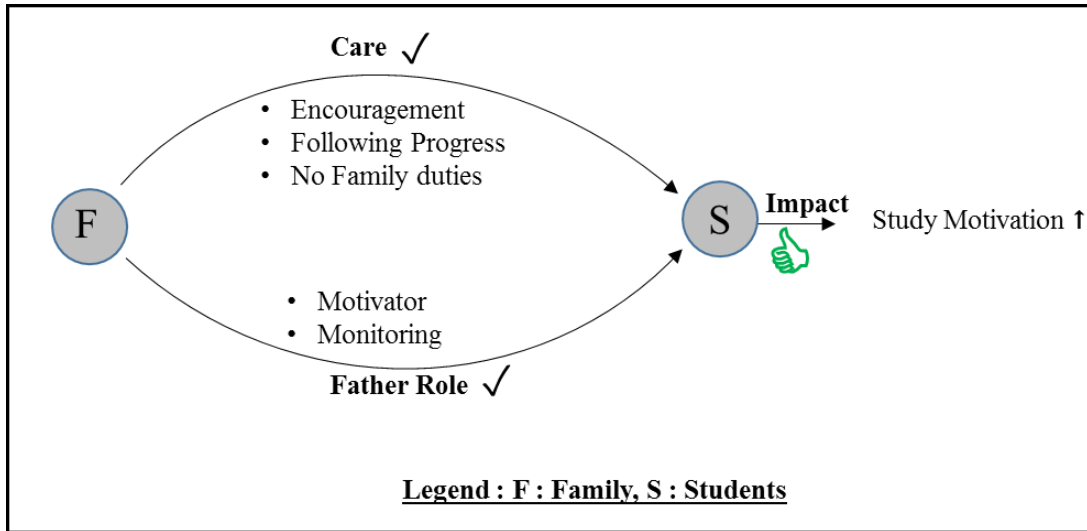 Care ✓
• Encouragement
• Following Progress
• No Family duties
F
S
Impact
Study Motivation ↑
• Motivator
• Monitoring
Father Role ✓
Legend : F : Family, S : Students